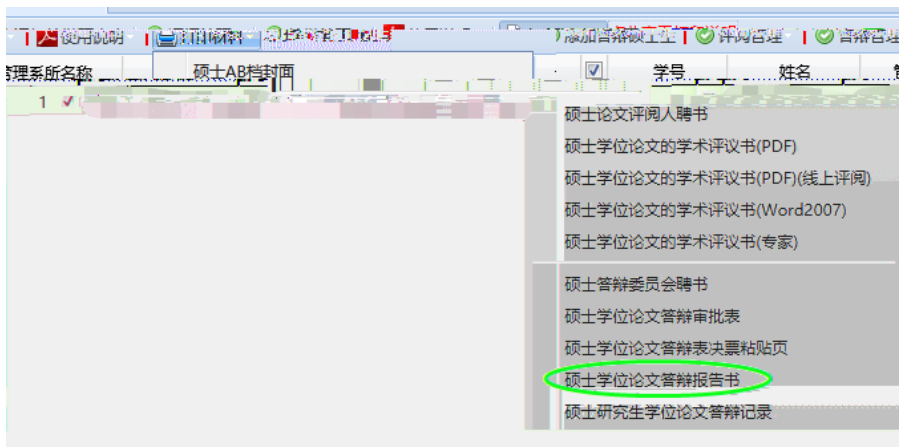 使用说明 打印材料 添加答辩硕士生 评阅管理 答辩管理
管理系所名称 硕士AB档封面 学号 姓名
1
硕士论文评阅人聘书
硕士学位论文的学术评议书(PDF)
硕士学位论文的学术评议书(PDF)(线上评阅)
硕士学位论文的学术评议书(Word2007)
硕士学位论文的学术评议书(专家)
硕士答辩委员会聘书
硕士学位论文答辩审批表
硕士学位论文答辩表决票粘贴页
硕士学位论文答辩报告书
硕士研究生学位论文答辩记录